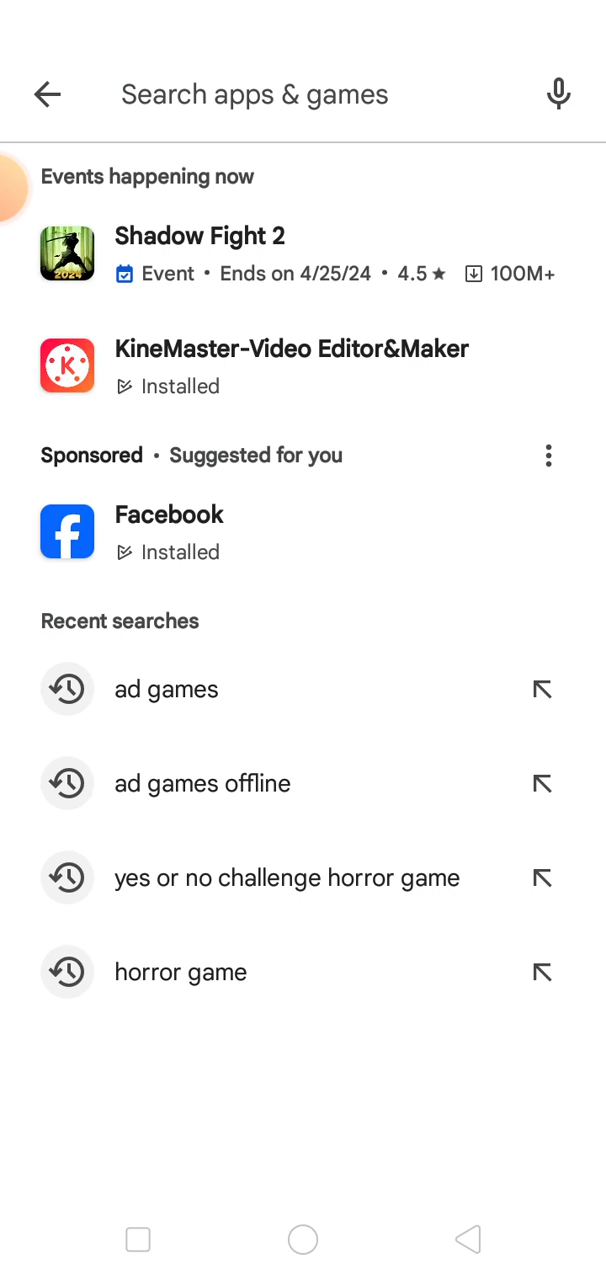 Search apps & games
Events happening now
Shadow Fight 2
Event • Ends on 4/25/24 • 4.5★ 100M+
2024
KineMaster-Video Editor&Maker
K
Installed
Sponsored • Suggested for you
Facebook
f
Installed
Recent searches
ad games
ad games offline
yes or no challenge horror game
horror game